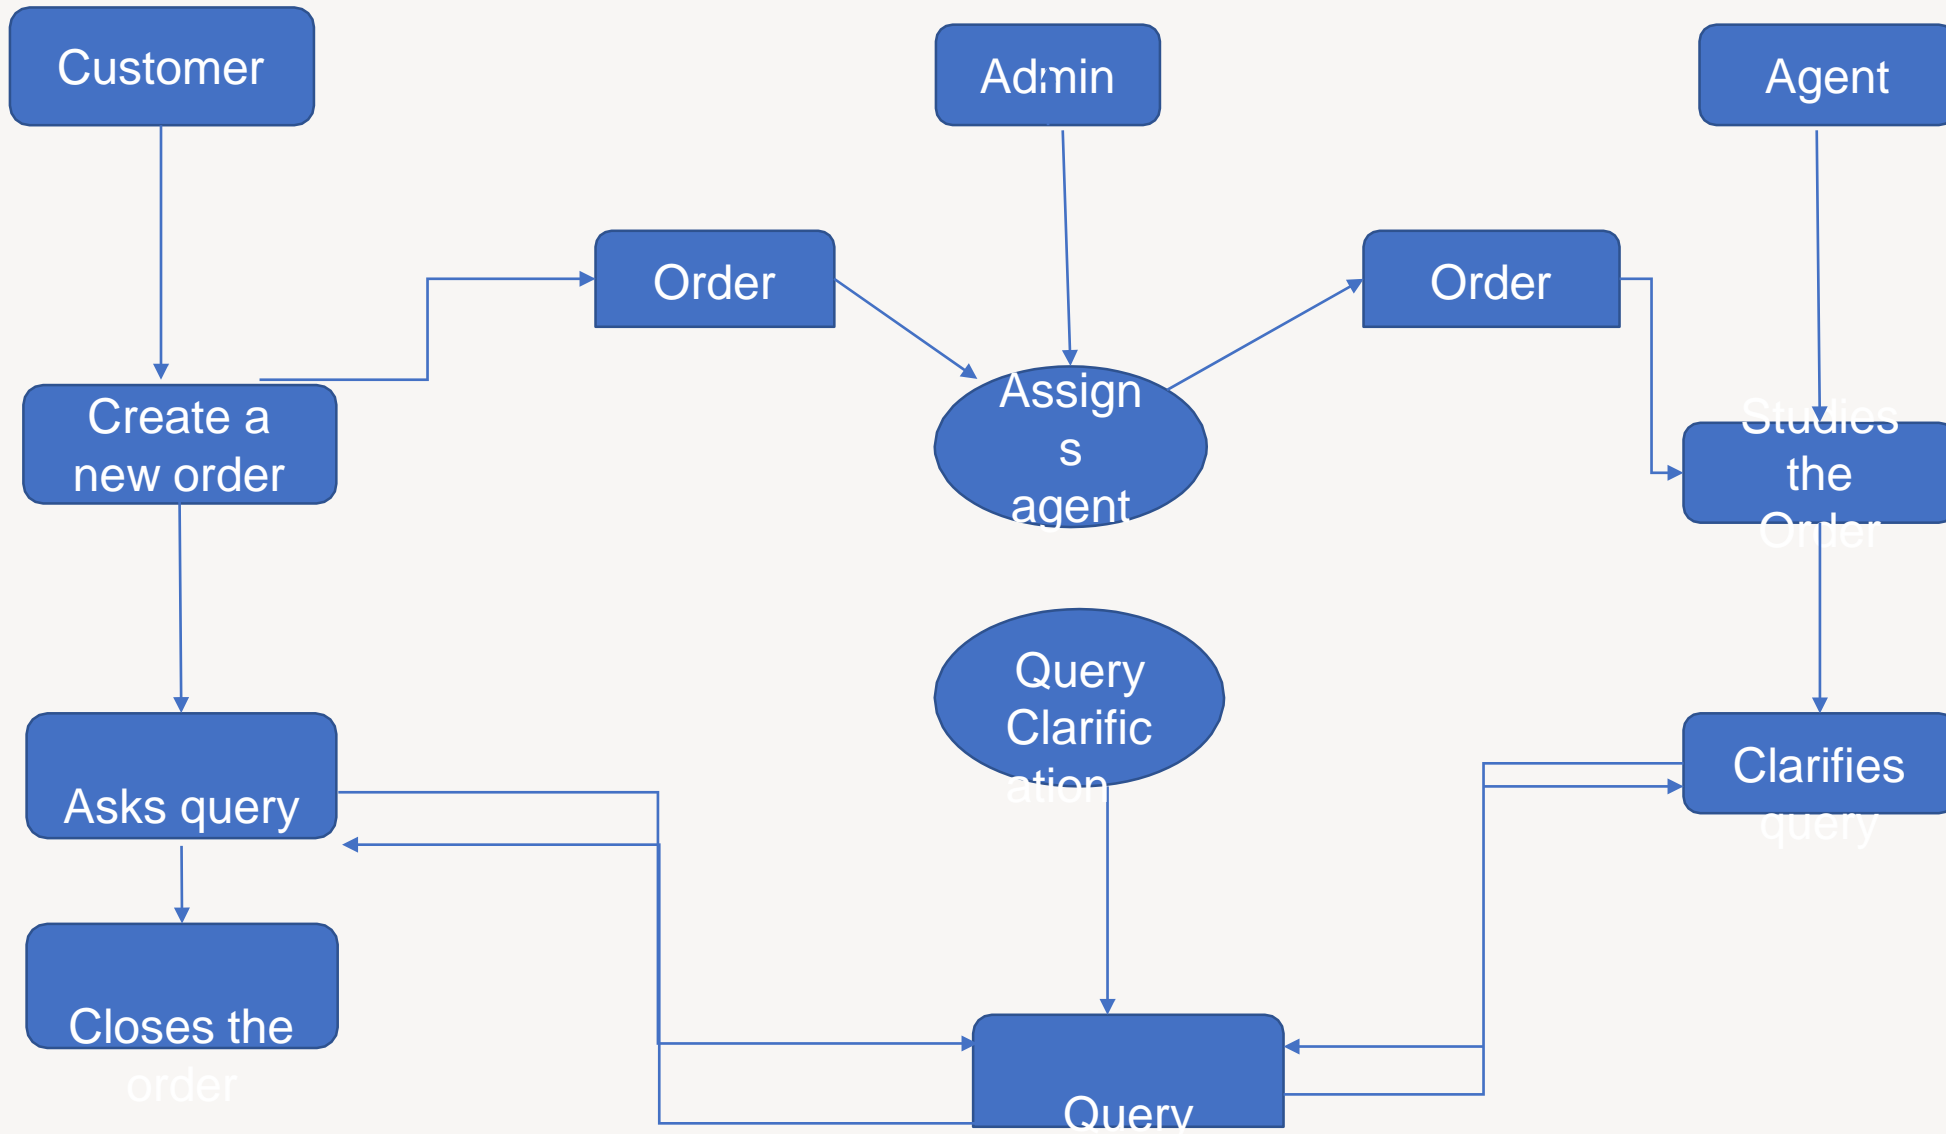 Customer
Admin
Agent
Order
Order
Create a
new order
Assign
s
agent
Studies
the
Order
Query
Clarific
ation
Asks query
Clarifies
query
Closes the
order
Query